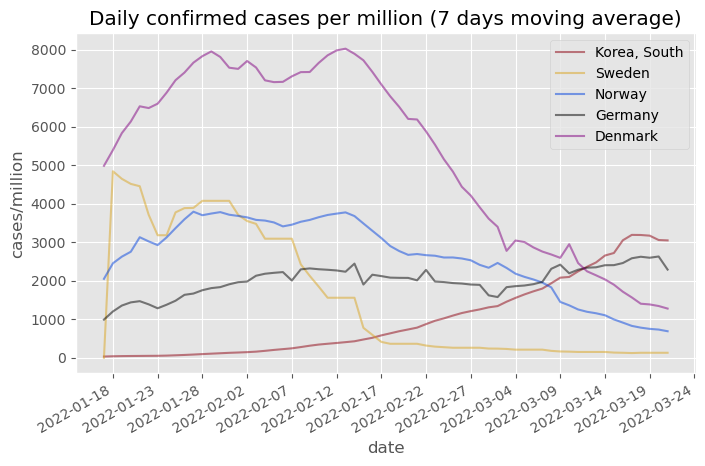 Daily confirmed cases per million (7 days moving average)
8000
7000
6000
5000
4000
3000
2000
1000
0
cases/million
Korea, South
Sweden
Norway
Germany
Denmark
2022-01-18
2022-01-23
2022-01-28
2022-02-02
2022-02-07
2022-02-12
2022-02-17
2022-02-22
2022-02-27
2022-03-04
2022-03-09
2022-03-14
2022-03-19
2022-03-24
date